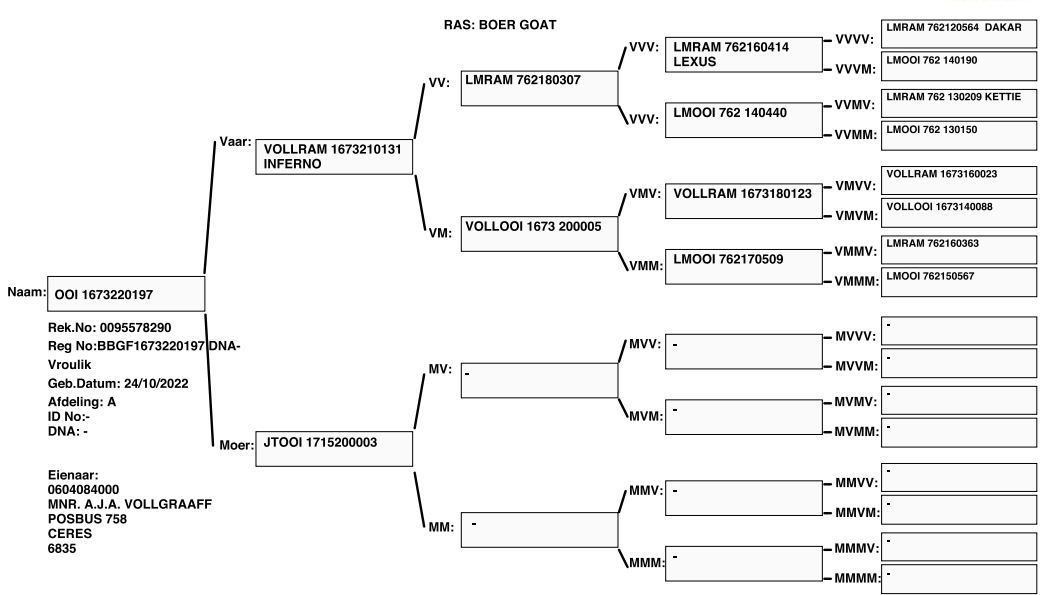 RAS: BOER GOAT
Naam: OOI 1673220197
Rek.No: 0095578290
Reg No:BBGF1673220197 DNA-
Vroulik
Geb.Datum: 24/10/2022
Afdeling: A
ID No:-
DNA: -
Eienaar:
0604084000
MNR. A.J.A. VOLLGRAAFF
POSBUS 758
CERES
6835
Vaar: VOLLRAM 1673210131
INFERNO
Moer: JTOOI 1715200003
VV: LMRAM 762180307
VM: VOLLOOI 1673 200005
MV: -
MM: -
VVV: LMRAM 762160414
LEXUS
VVV: LMOOI 762 140440
VMV: VOLLRAM 1673180123
VMM: LMOOI 762170509
MVV: -
MVM: -
MMV: -
MMM: -
VVVV: LMRAM 762120564 DAKAR
VVVM: LMOOI 762 140190
VVMV: LMRAM 762 130209 KETTIE
VVMM: LMOOI 762 130150
VMVV: VOLLRAM 1673160023
VMVM: VOLLOOI 1673140088
VMMV: LMRAM 762160363
VMMM: LMOOI 762150567
MVVV: -
MVVM: -
MVMV: -
MVMM: -
MMVV: -
MMVM: -
MMMV: -
MMMM: -